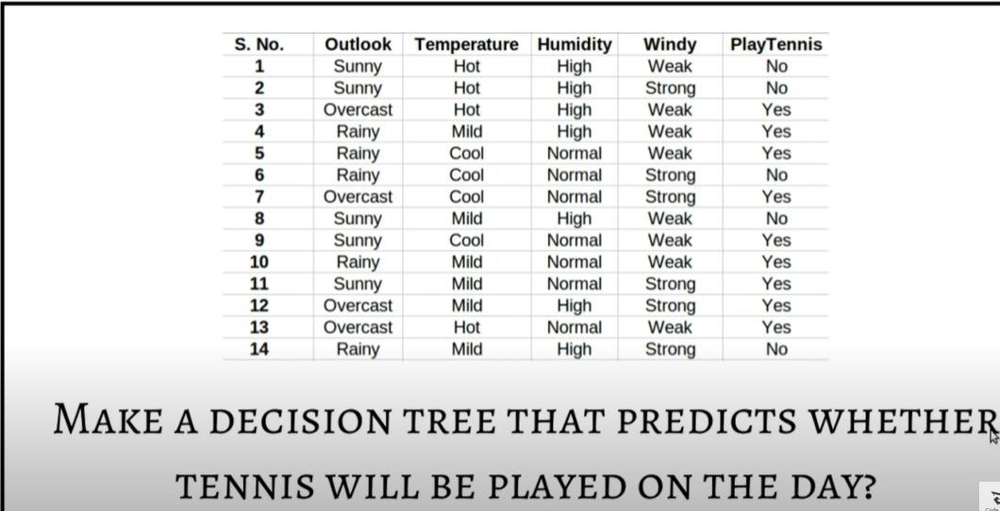 S. No. Outlook Temperature Humidity Windy PlayTennis
1 Sunny Hot High Weak No
2 Sunny Hot High Strong No
3 Overcast Hot High Weak Yes
4 Rainy Mild High Weak Yes
5 Rainy Cool Normal Weak Yes
6 Rainy Cool Normal Strong No
7 Overcast Cool Normal Strong Yes
8 Sunny Mild High Weak No
9 Sunny Cool Normal Weak Yes
10 Rainy Mild Normal Weak Yes
11 Sunny Mild Normal Strong Yes
12 Overcast Mild High Strong Yes
13 Overcast Hot Normal Weak Yes
14 Rainy Mild High Strong No
Make a decision tree that predicts whether
tennis will be played on the day?